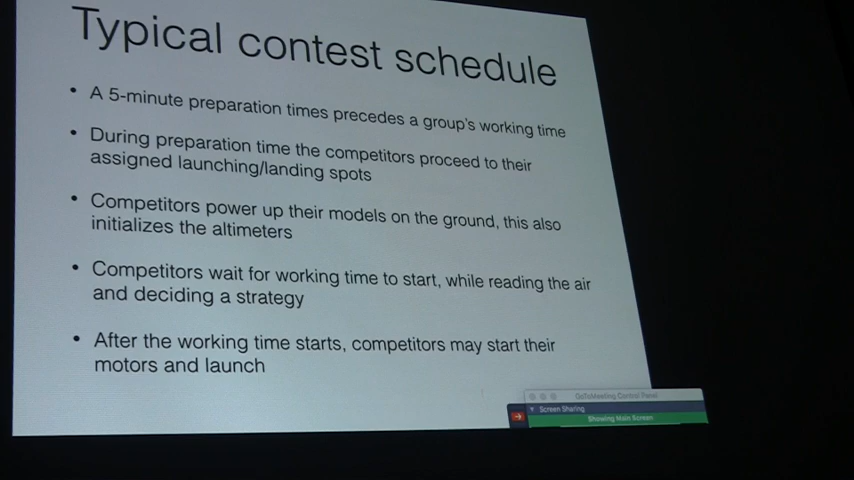 Typical contest schedule
• A 5-minute preparation times precedes a group's working time
• During preparation time the competitors proceed to their
assigned launching/landing spots
• Competitors power up their models on the ground, this also
initializes the altimeters
• Competitors wait for working time to start, while reading the air
and deciding a strategy
• After the working time starts, competitors may start their
motors and launch
GoToMeeting Control Panel
Screen Sharing
Showing Main Screen